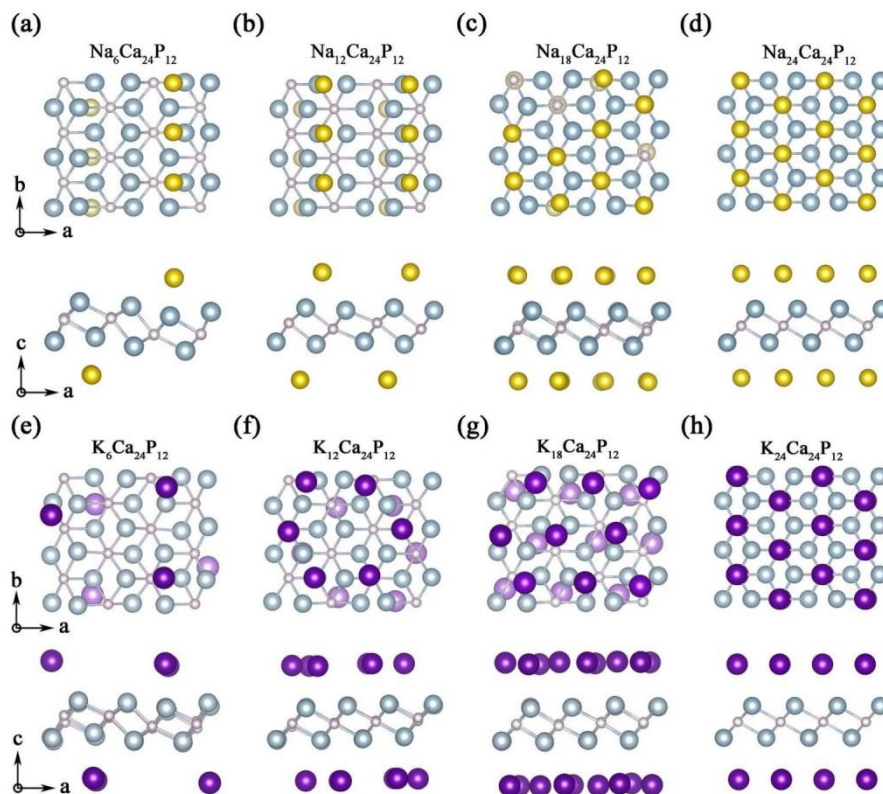 (a) (b) (c) (d)
Na₆Ca₂₄P₁₂ Na₁₂Ca₂₄P₁₂ Na₁₈Ca₂₄P₁₂ Na₂₄Ca₂₄P₁₂
b
a
c
a
(e) (f) (g) (h)
K₆Ca₂₄P₁₂ K₁₂Ca₂₄P₁₂ K₁₈Ca₂₄P₁₂ K₂₄Ca₂₄P₁₂
b
a
c
a